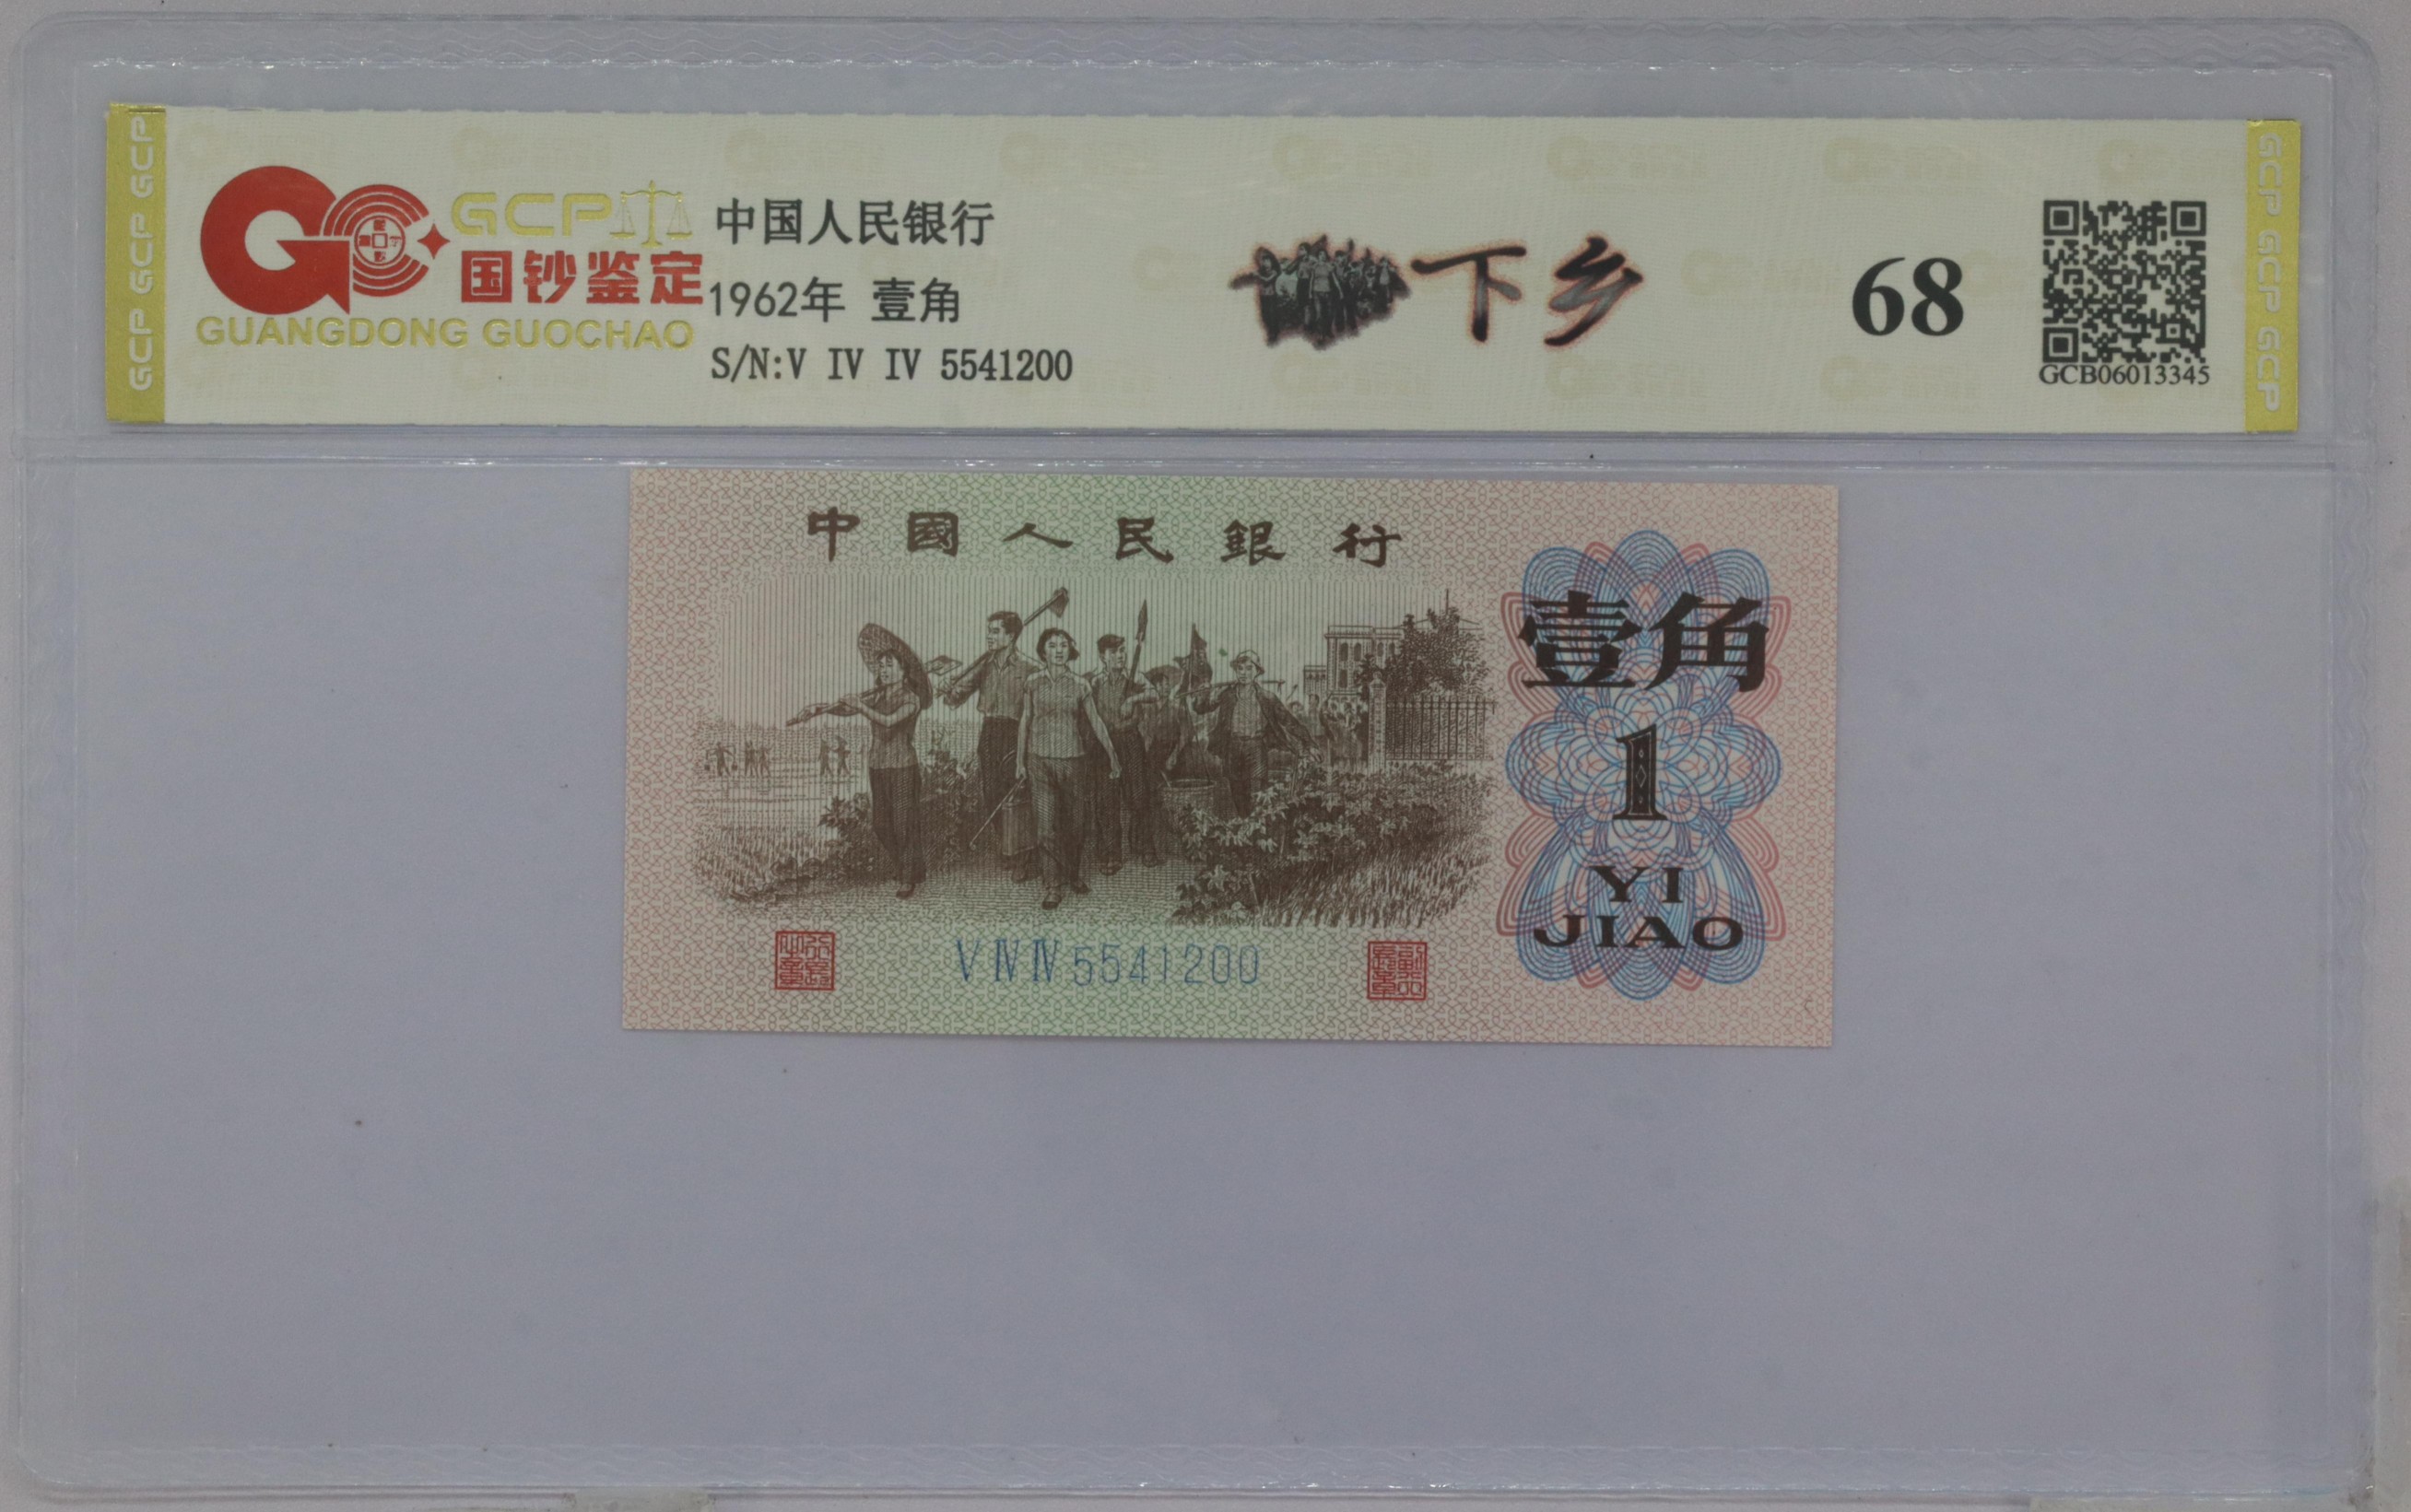 GCP GCP GCP
GCP
国钞鉴定
GUANGDONG GUOCHAO
中国人民银行
1962年 壹角
S/N:V IV IV 5541200
下乡
68
GCB06013345
GCP GCP GCP
中國人民銀行
壹角
1
YI
JIAO
V IV IV 5541200